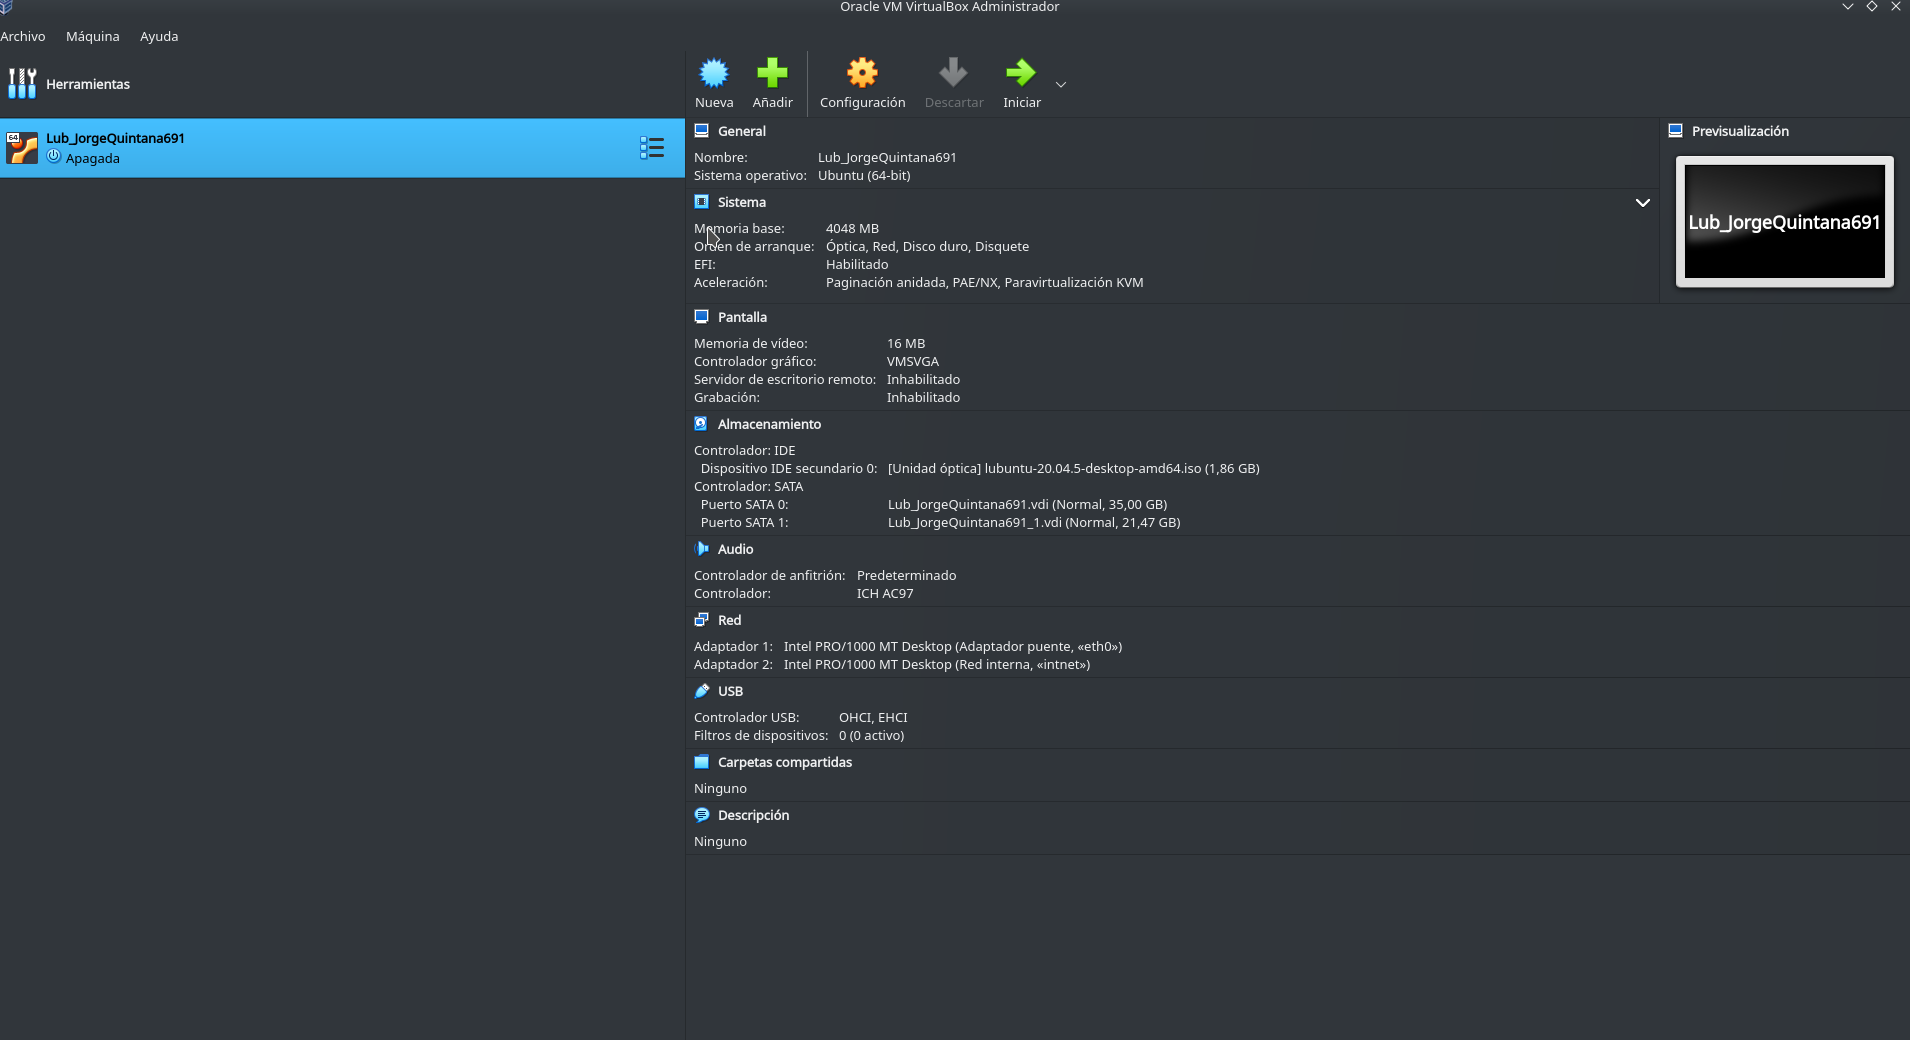 Oracle VM VirtualBox Administrador
Archivo Máquina Ayuda
Herramientas
Nueva Añadir Configuración Descartar Iniciar
64
Lub_JorgeQuintana691
Apagada
General
Nombre: Lub_JorgeQuintana691
Sistema operativo: Ubuntu (64-bit)
Previsualización
Lub_JorgeQuintana691
Sistema
Memoria base: 4048 MB
Orden de arranque: Óptica, Red, Disco duro, Disquete
EFI: Habilitado
Aceleración: Paginación anidada, PAE/NX, Paravirtualización KVM
Pantalla
Memoria de vídeo: 16 MB
Controlador gráfico: VMSVGA
Servidor de escritorio remoto: Inhabilitado
Grabación: Inhabilitado
Almacenamiento
Controlador: IDE
Dispositivo IDE secundario 0: [Unidad óptica] lubuntu-20.04.5-desktop-amd64.iso (1,86 GB)
Controlador: SATA
Puerto SATA 0: Lub_JorgeQuintana691.vdi (Normal, 35,00 GB)
Puerto SATA 1: Lub_JorgeQuintana691_1.vdi (Normal, 21,47 GB)
Audio
Controlador de anfitrión: Predeterminado
Controlador: ICH AC97
Red
Adaptador 1: Intel PRO/1000 MT Desktop (Adaptador puente, «eth0»)
Adaptador 2: Intel PRO/1000 MT Desktop (Red interna, «intnet»)
USB
Controlador USB: OHCI, EHCI
Filtros de dispositivos: 0 (0 activo)
Carpetas compartidas
Ninguno
Descripción
Ninguno